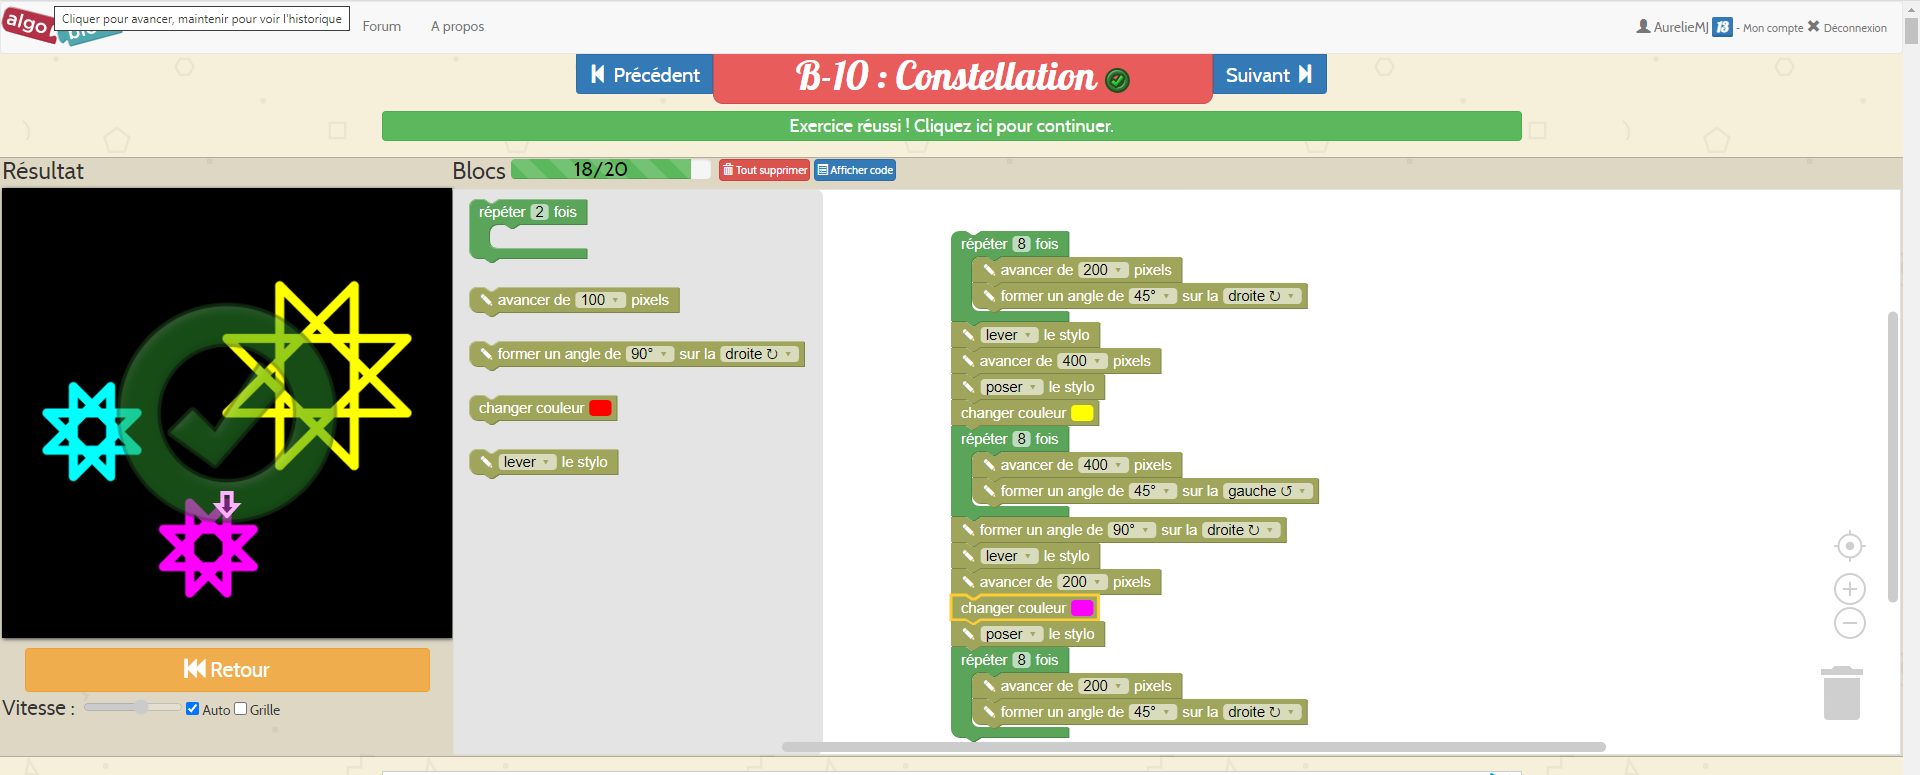 algo
Cliquer pour avancer, maintenir pour voir l'historique
Forum
A propos
AurelieMJ 13 - Mon compte Déconnexion
Précédent
B-10 : Constellation
Suivant
Exercice réussi ! Cliquez ici pour continuer.
Résultat
Blocs 18/20 Tout supprimer Afficher code
répéter 2 fois
avancer de 100 pixels
former un angle de 90° sur la droite ↻
changer couleur
lever le stylo
répéter 8 fois
avancer de 200 pixels
former un angle de 45° sur la droite ↻
lever le stylo
avancer de 400 pixels
poser le stylo
changer couleur
répéter 8 fois
avancer de 400 pixels
former un angle de 45° sur la gauche ↺
former un angle de 90° sur la droite ↻
lever le stylo
avancer de 200 pixels
changer couleur
poser le stylo
répéter 8 fois
avancer de 200 pixels
former un angle de 45° sur la droite ↻
Retour
Vitesse : Auto Grille